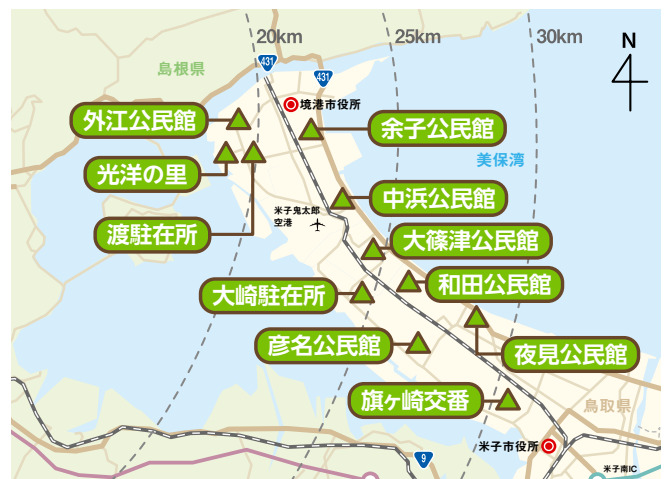 20km
25km
30km
N
島根県
431
431
境港市役所
外江公民館
余子公民館
美保湾
光洋の里
中浜公民館
米子鬼太郎
空港
渡駐在所
大篠津公民館
和田公民館
大崎駐在所
彦名公民館
夜見公民館
旗ヶ崎交番
鳥取県
米子市役所
9
米子南IC